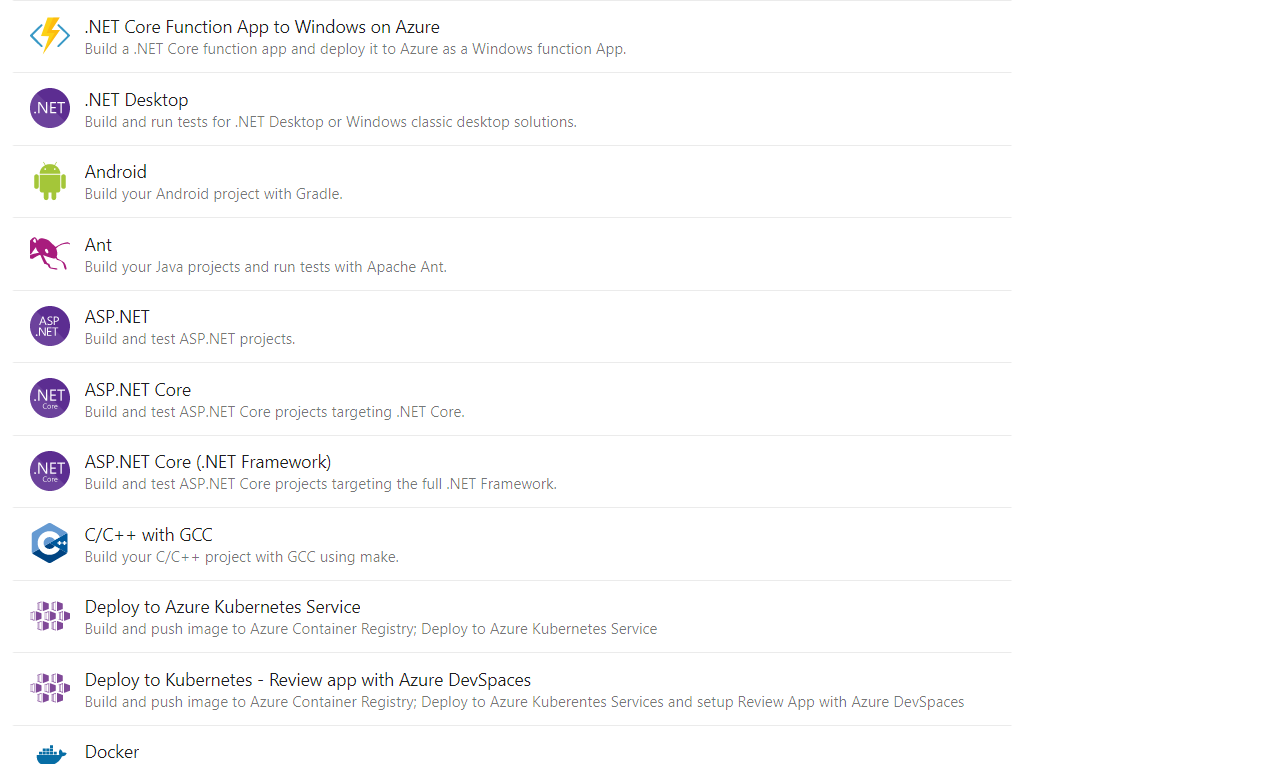 .NET Core Function App to Windows on Azure
Build a .NET Core function app and deploy it to Azure as a Windows function App.
.NET
.NET Desktop
Build and run tests for .NET Desktop or Windows classic desktop solutions.
Android
Build your Android project with Gradle.
Ant
Build your Java projects and run tests with Apache Ant.
ASP
.NET
ASP.NET
Build and test ASP.NET projects.
.NET
Core
ASP.NET Core
Build and test ASP.NET Core projects targeting .NET Core.
.NET
Core
ASP.NET Core (.NET Framework)
Build and test ASP.NET Core projects targeting the full .NET Framework.
C++
C/C++ with GCC
Build your C/C++ project with GCC using make.
Deploy to Azure Kubernetes Service
Build and push image to Azure Container Registry; Deploy to Azure Kubernetes Service
Deploy to Kubernetes - Review app with Azure DevSpaces
Build and push image to Azure Container Registry; Deploy to Azure Kuberentes Services and setup Review App with Azure DevSpaces
Docker